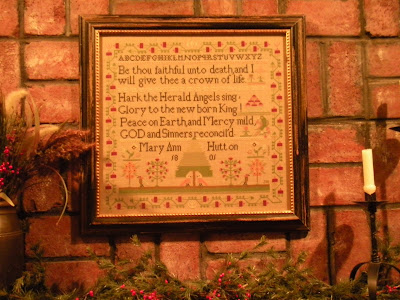 ABCDEFGHIKLMNOPQRSTUVWXYZ
Be thou faithful unto death, and I
will give thee a crown of life
Hark the Herald Angels sing
Glory to the new born King
Peace on Earth, and Mercy mild,
GOD and Sinners reconcil'd
Mary Ann Hutton